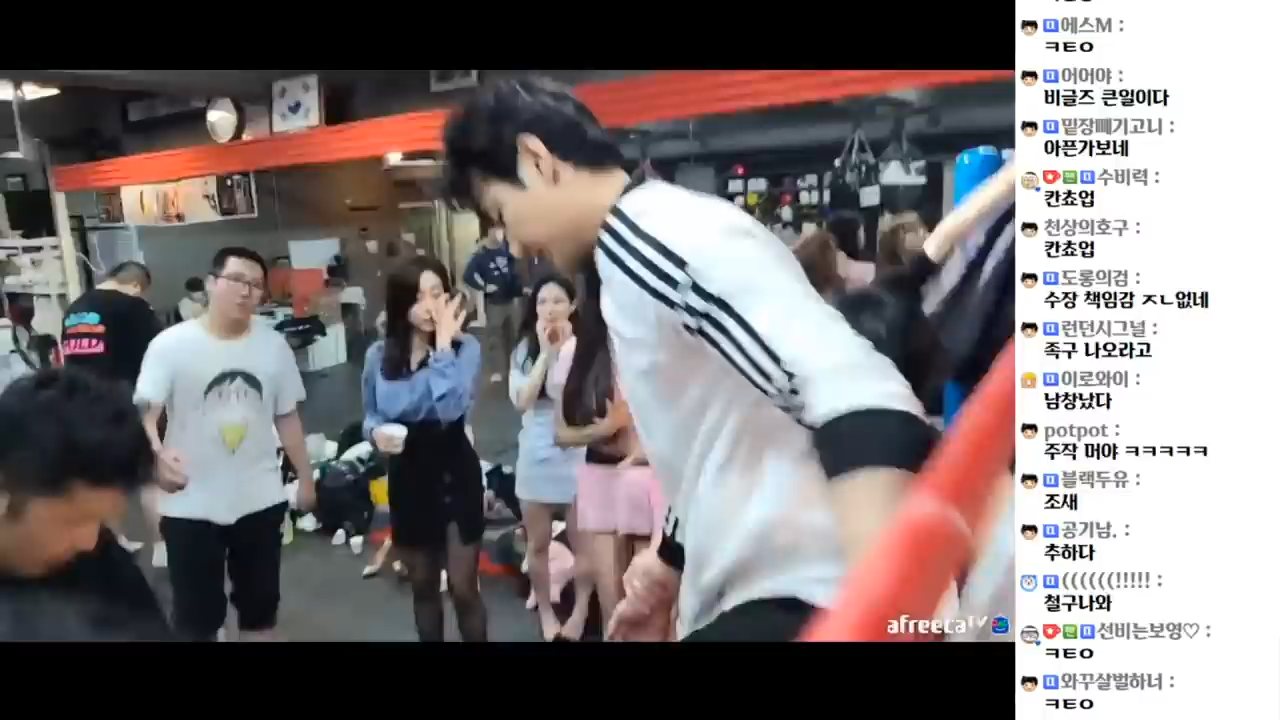 에스M :
ㅋㅌㅇ
어어야 :
비글즈 큰일이다
밑장빼기고니 :
아픈가보네
수비력 :
칸쵸업
천상의호구 :
칸쵸업
도롱의검 :
수장 책임감 ㅈㄴ없네
런던시그널 :
족구 나오라고
이로와이 :
남창났다
potpot :
주작 머야 ㅋㅋㅋㅋㅋ
블랙두유 :
조새
공기남. :
추하다
((((((!!!!! :
철구나와
선비는보영♡ :
ㅋㅌㅇ
와꾸살벌하너 :
ㅋㅌㅇ
afreecaTV